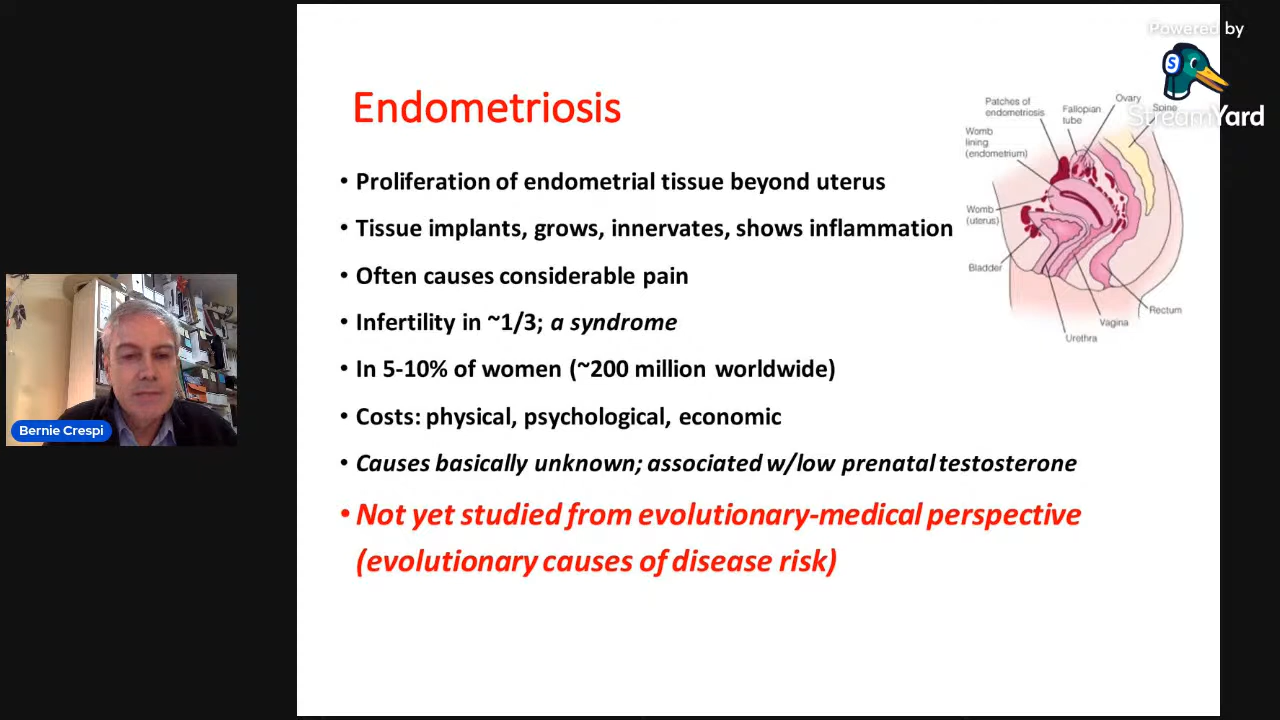 Powered by
StreamYard
Endometriosis
• Proliferation of endometrial tissue beyond uterus
• Tissue implants, grows, innervates, shows inflammation
• Often causes considerable pain
• Infertility in ~1/3; a syndrome
• In 5-10% of women (~200 million worldwide)
• Costs: physical, psychological, economic
• Causes basically unknown; associated w/low prenatal testosterone
• Not yet studied from evolutionary-medical perspective
(evolutionary causes of disease risk)
Patches of
endometriosis
Fallopian
tube
Ovary
Spine
Womb
lining
(endometrium)
Womb
(uterus)
Bladder
Rectum
Vagina
Urethra
Bernie Crespi